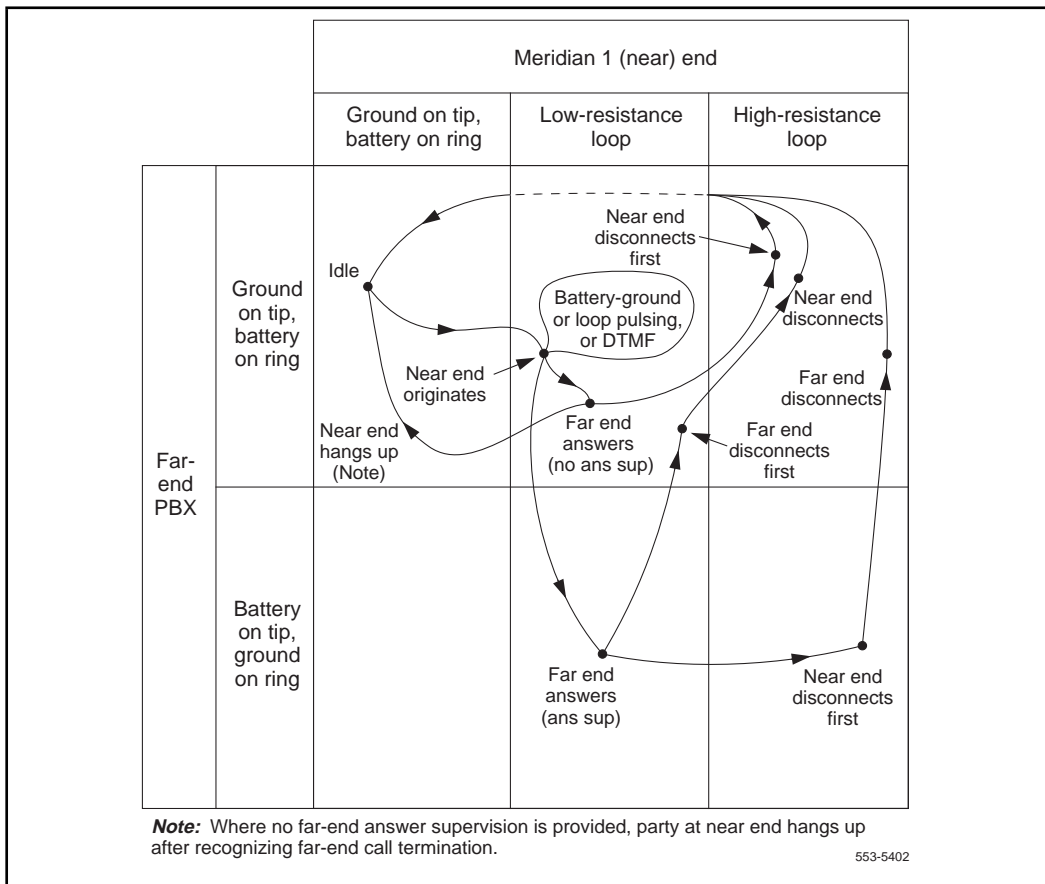 Meridian 1 (near) end
Ground on tip,
battery on ring
Low-resistance
loop
High-resistance
loop
Far-
end
PBX
Ground
on tip,
battery
on ring
Idle
Near end
disconnects
first
Battery-ground
or loop pulsing,
or DTMF
Near end
disconnects
Near end
originates
Far end
disconnects
Near end
hangs up
(Note)
Far end
answers
(no ans sup)
Far end
disconnects
first
Battery
on tip,
ground
on ring
Far end
answers
(ans sup)
Near end
disconnects
first
Note: Where no far-end answer supervision is provided, party at near end hangs up
after recognizing far-end call termination.
553-5402